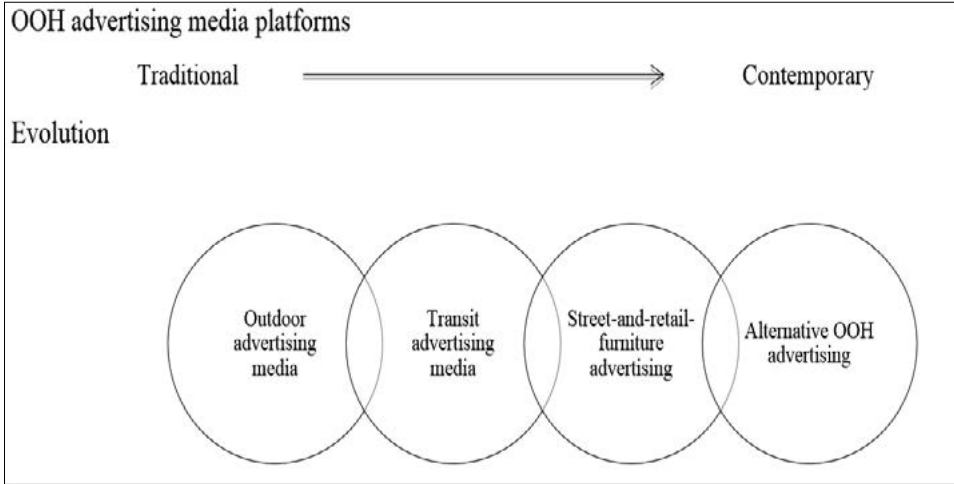 OOH advertising media platforms
Traditional
Contemporary
Evolution
Outdoor
advertising
media
Transit
advertising
media
Street-and-retail-
furniture
advertising
Alternative OOH
advertising